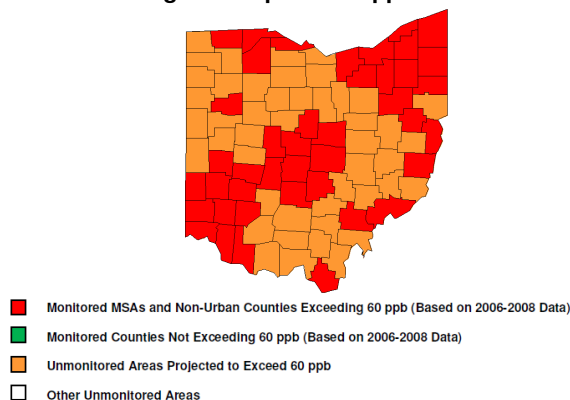 Monitored MSAs and Non-Urban Counties Exceeding 60 ppb (Based on 2006-2008 Data)
Monitored Counties Not Exceeding 60 ppb (Based on 2006-2008 Data)
Unmonitored Areas Projected to Exceed 60 ppb
Other Unmonitored Areas